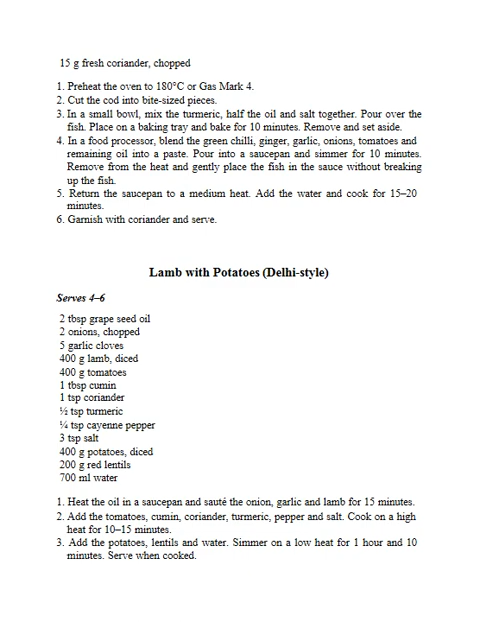 15 g fresh coriander, chopped
1. Preheat the oven to 180°C or Gas Mark 4.
2. Cut the cod into bite-sized pieces.
3. In a small bowl, mix the turmeric, half the oil and salt together. Pour over the
fish. Place on a baking tray and bake for 10 minutes. Remove and set aside.
4. In a food processor, blend the green chilli, ginger, garlic, onions, tomatoes and
remaining oil into a paste. Pour into a saucepan and simmer for 10 minutes.
Remove from the heat and gently place the fish in the sauce without breaking
up the fish.
5. Return the saucepan to a medium heat. Add the water and cook for 15–20
minutes.
6. Garnish with coriander and serve.
Lamb with Potatoes (Delhi-style)
Serves 4–6
2 tbsp grape seed oil
2 onions, chopped
5 garlic cloves
400 g lamb, diced
400 g tomatoes
1 tbsp cumin
1 tsp coriander
½ tsp turmeric
¼ tsp cayenne pepper
3 tsp salt
400 g potatoes, diced
200 g red lentils
700 ml water
1. Heat the oil in a saucepan and sauté the onion, garlic and lamb for 15 minutes.
2. Add the tomatoes, cumin, coriander, turmeric, pepper and salt. Cook on a high
heat for 10–15 minutes.
3. Add the potatoes, lentils and water. Simmer on a low heat for 1 hour and 10
minutes. Serve when cooked.